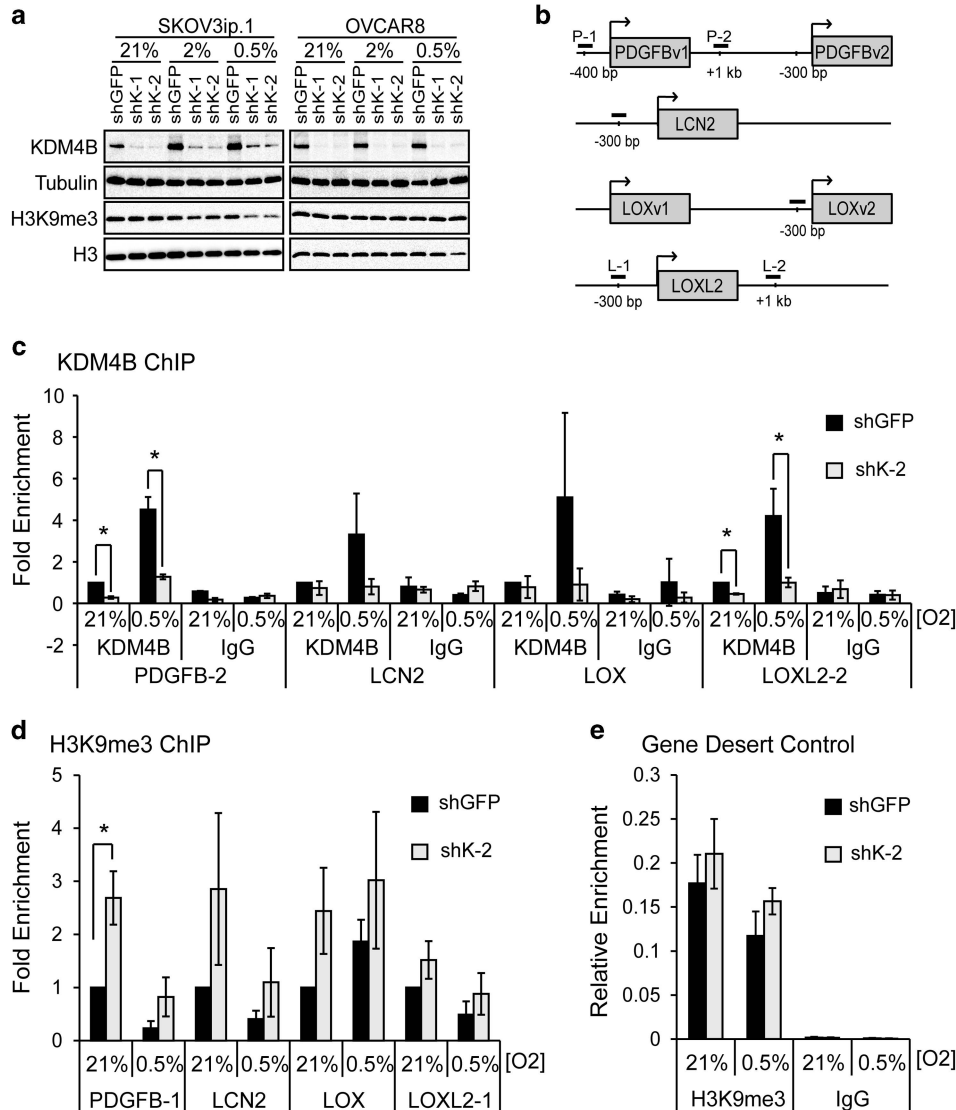 a
SKOV3ip.1 OVCAR8
21% 2% 0.5% 21% 2% 0.5%
shGFP shK-1 shK-2 shGFP shK-1 shK-2 shGFP shK-1 shK-2 shGFP shK-1 shK-2 shGFP shK-1 shK-2 shGFP shK-1 shK-2
KDM4B
Tubulin
H3K9me3
H3
b
P-1 P-2
PDGFBv1 PDGFBv2
-400 bp +1 kb -300 bp
LCN2
-300 bp
LOXv1 LOXv2
-300 bp
L-1 L-2
LOXL2
-300 bp +1 kb
c
KDM4B ChIP
Fold Enrichment
10
8
6
4
2
0
-2
* * * *
shGFP
shK-2
21% 0.5% 21% 0.5% 21% 0.5% 21% 0.5% 21% 0.5% 21% 0.5% 21% 0.5% 21% 0.5% [O2]
KDM4B IgG KDM4B IgG KDM4B IgG KDM4B IgG
PDGFB-2 LCN2 LOX LOXL2-2
d
H3K9me3 ChIP
Fold Enrichment
5
4
3
2
1
0
*
shGFP
shK-2
21% 0.5% 21% 0.5% 21% 0.5% 21% 0.5% [O2]
PDGFB-1 LCN2 LOX LOXL2-1
e
Gene Desert Control
Relative Enrichment
0.3
0.25
0.2
0.15
0.1
0.05
0
shGFP
shK-2
21% 0.5% 21% 0.5% [O2]
H3K9me3 IgG